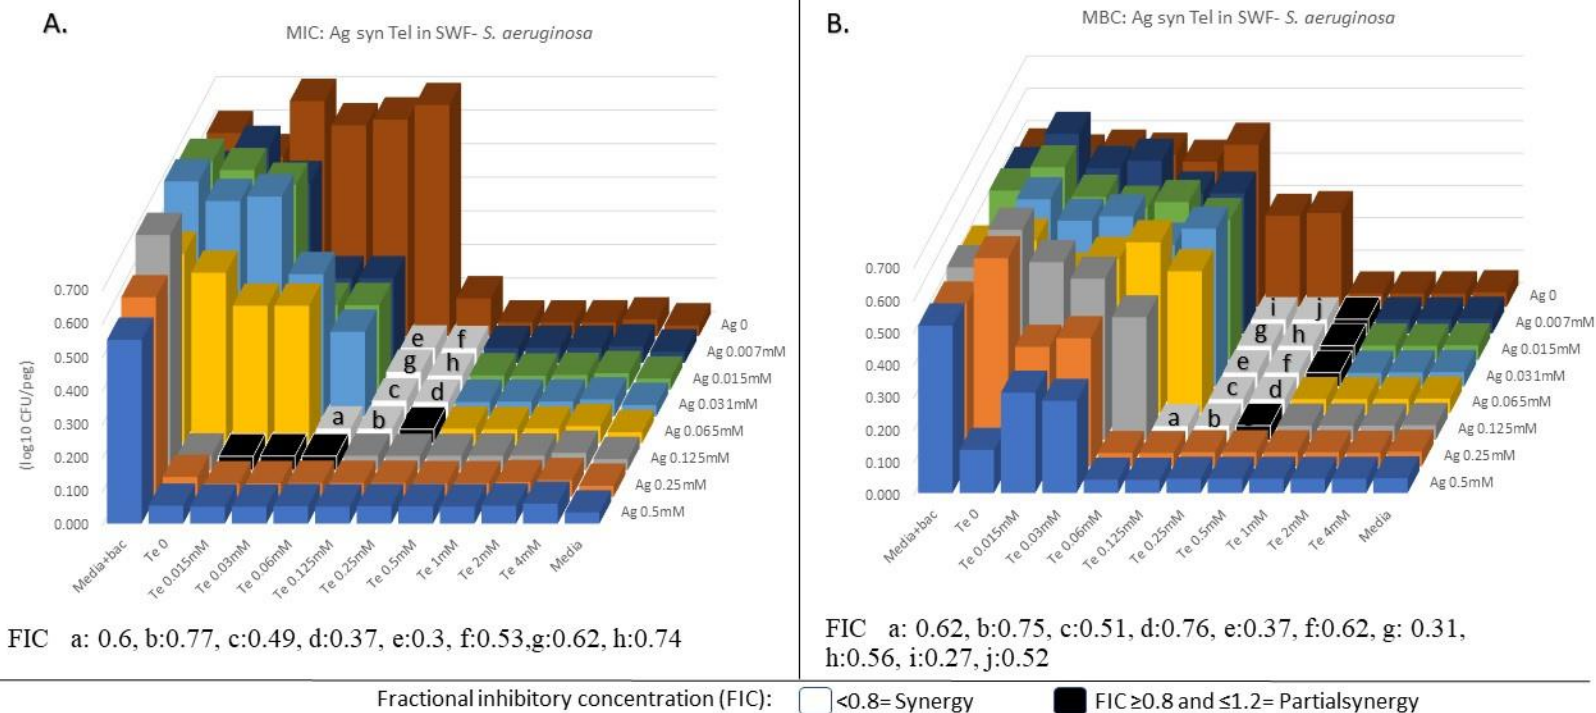 A.
MIC: Ag syn Tel in SWF- S. aeruginosa
0.700
0.600
0.500
0.400
0.300
0.200
0.100
0.000
(log10 CFU/peg)
e f
g h
c d
a b
Ag 0
Ag 0.007mM
Ag 0.015mM
Ag 0.031mM
Ag 0.065mM
Ag 0.125mM
Ag 0.25mM
Ag 0.5mM
Media+bac
Te 0
Te 0.015mM
Te 0.03mM
Te 0.06mM
Te 0.125mM
Te 0.25mM
Te 0.5mM
Te 1mM
Te 2mM
Te 4mM
Media
FIC a: 0.6, b:0.77, c:0.49, d:0.37, e:0.3, f:0.53,g:0.62, h:0.74
B.
MBC: Ag syn Tel in SWF- S. aeruginosa
0.700
0.600
0.500
0.400
0.300
0.200
0.100
0.000
i j
g h
e f
c d
a b
Ag 0
Ag 0.007mM
Ag 0.015mM
Ag 0.031mM
Ag 0.065mM
Ag 0.125mM
Ag 0.25mM
Ag 0.5mM
Media+bac
Te 0
Te 0.015mM
Te 0.03mM
Te 0.06mM
Te 0.125mM
Te 0.25mM
Te 0.5mM
Te 1mM
Te 2mM
Te 4mM
Media
FIC a: 0.62, b:0.75, c:0.51, d:0.76, e:0.37, f:0.62, g: 0.31,
h:0.56, i:0.27, j:0.52
Fractional inhibitory concentration (FIC): <0.8= Synergy FIC ≥0.8 and ≤1.2= Partialsynergy